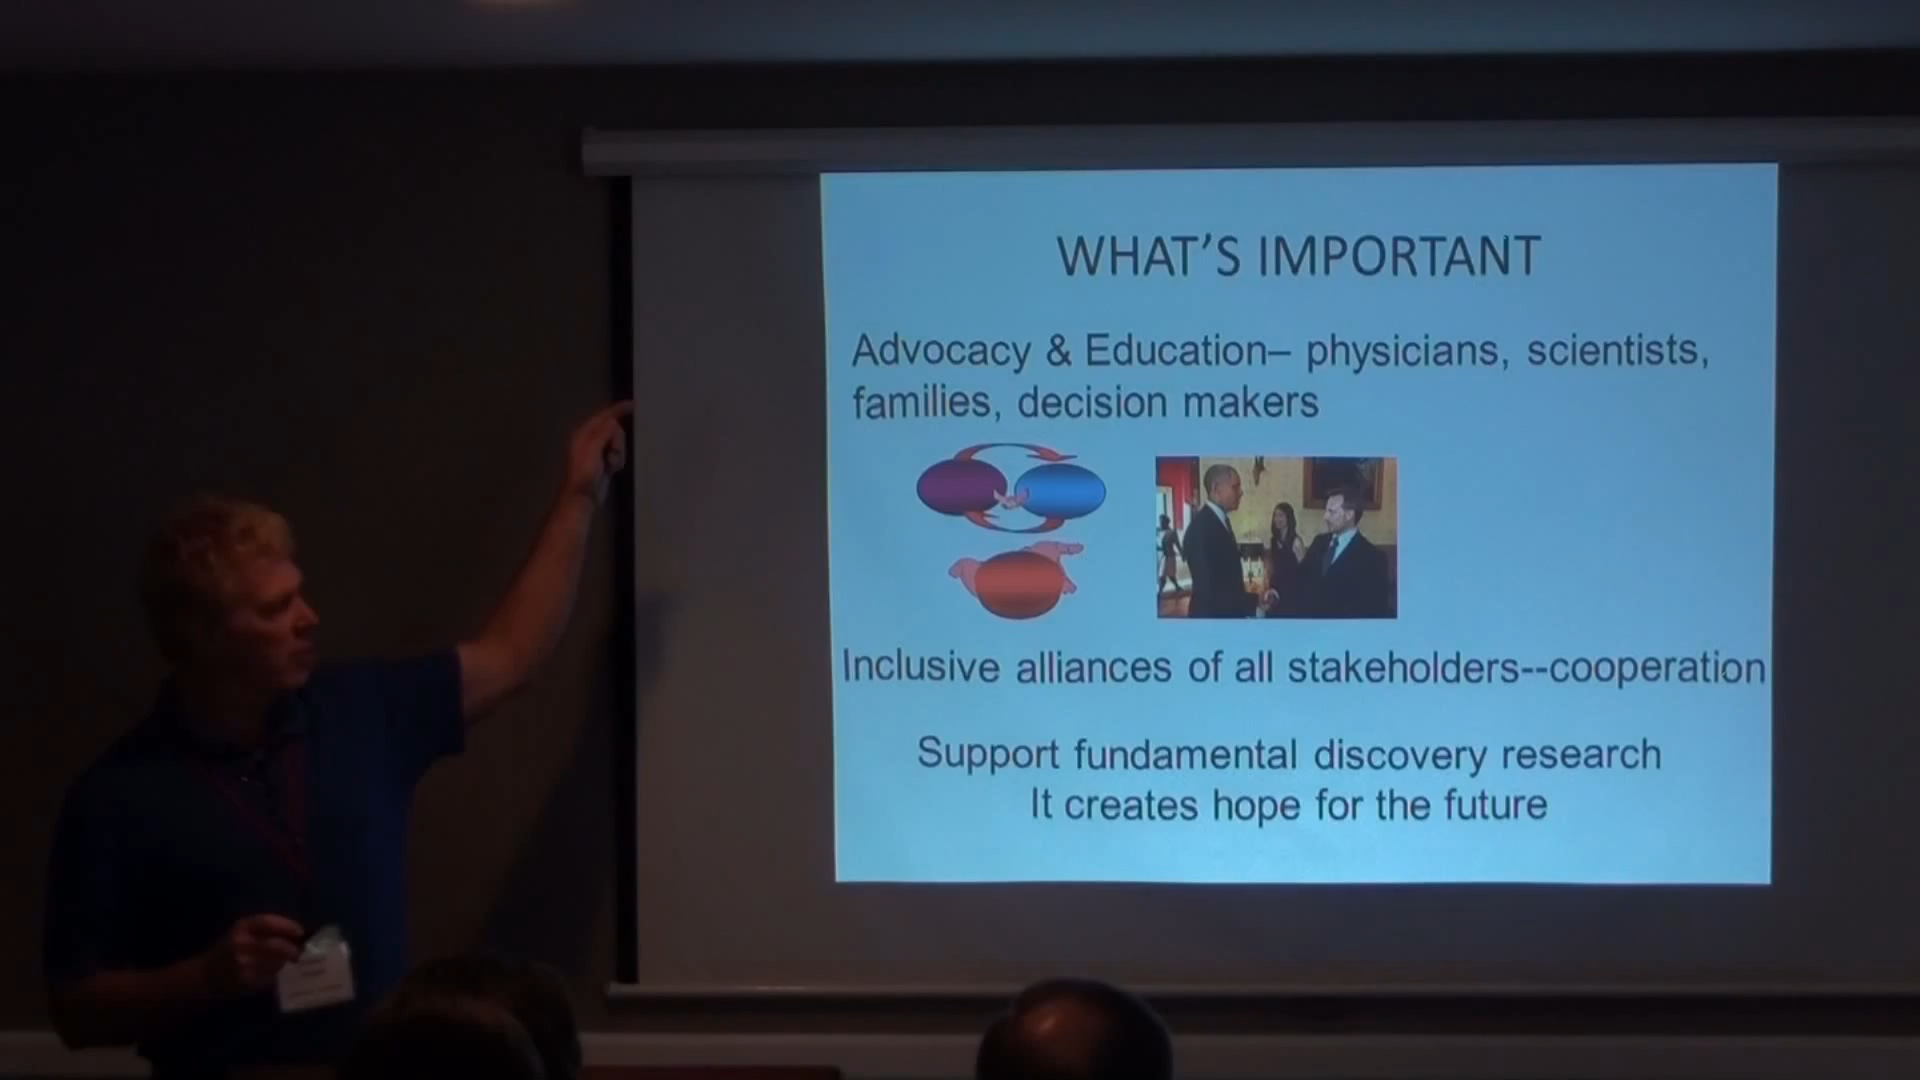 WHAT'S IMPORTANT
Advocacy & Education– physicians, scientists,
families, decision makers
Inclusive alliances of all stakeholders--cooperation
Support fundamental discovery research
It creates hope for the future